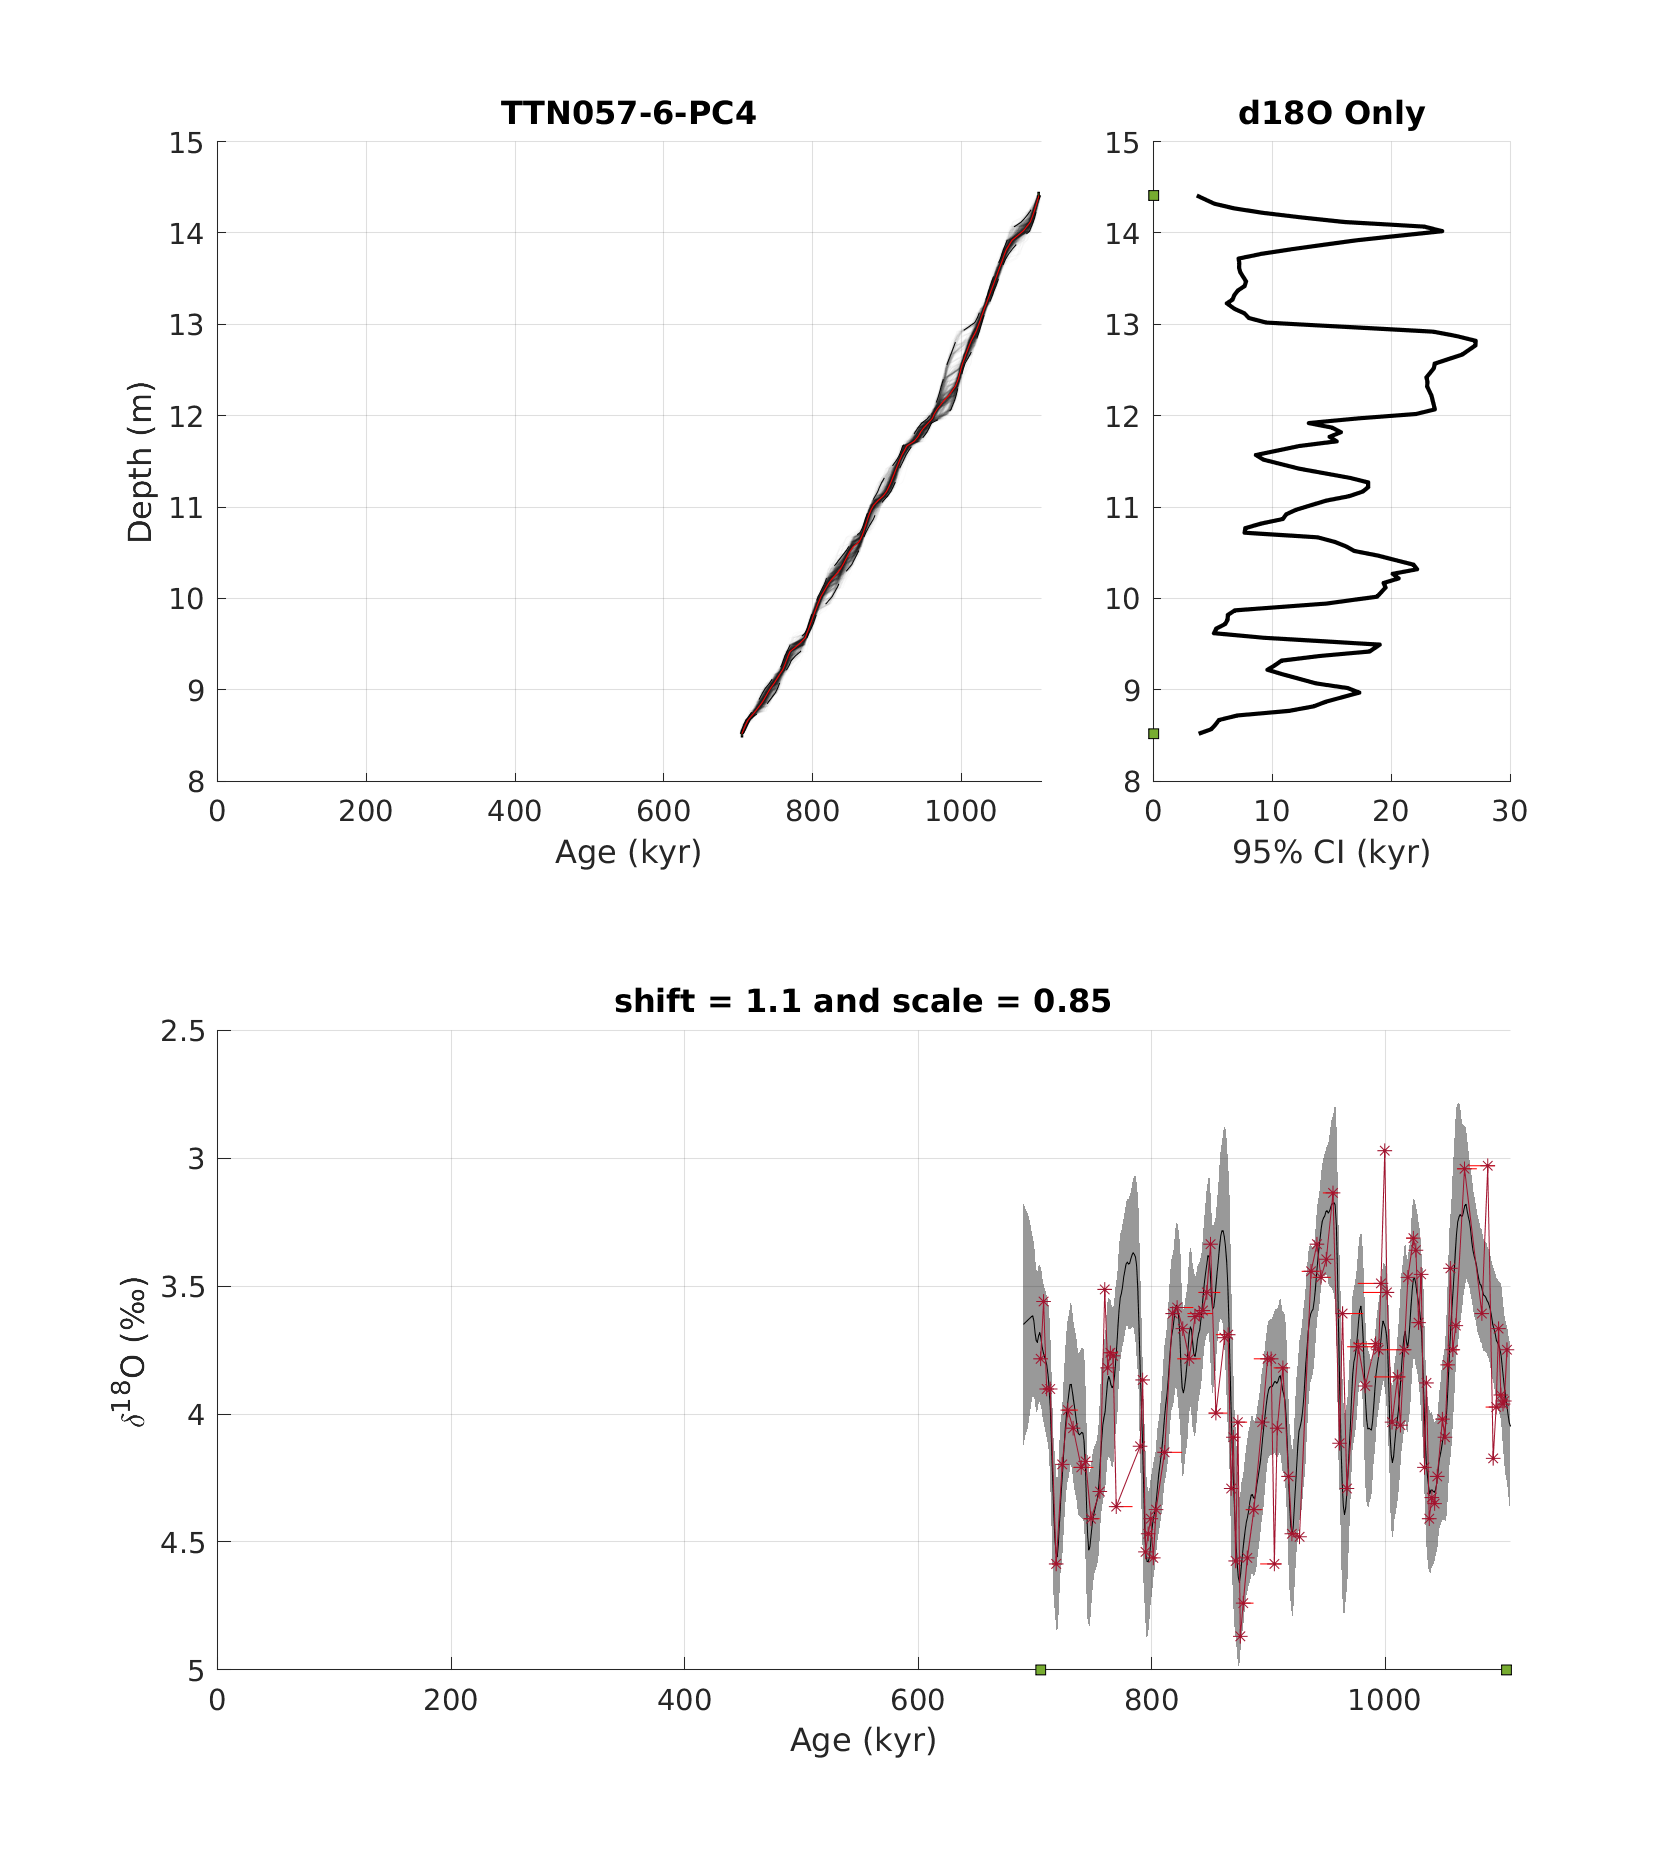 TTN057-6-PC4
15
14
13
12
11
10
9
8
Depth (m)
0 200 400 600 800 1000
Age (kyr)
d18O Only
15
14
13
12
11
10
9
8
0 10 20 30
95% CI (kyr)
shift = 1.1 and scale = 0.85
2.5
3
3.5
4
4.5
5
δ18O (‰)
0 200 400 600 800 1000
Age (kyr)